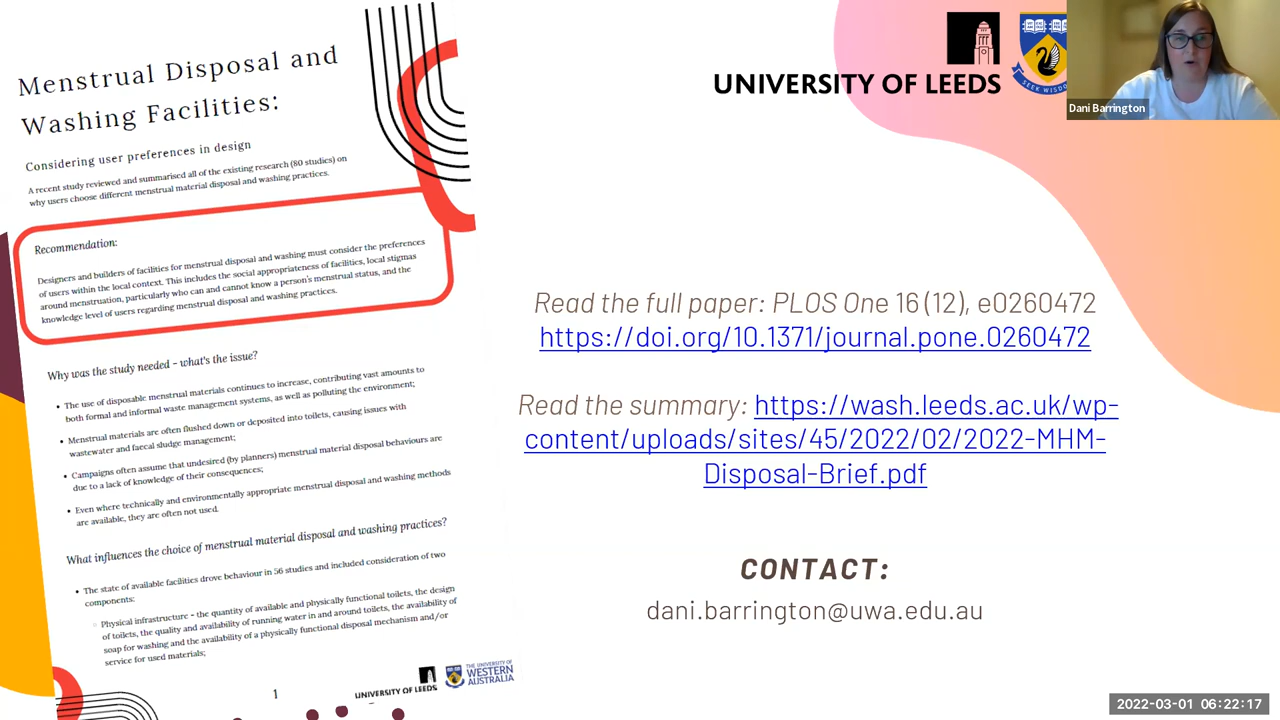 Menstrual Disposal and
Washing Facilities:
Considering user preferences in design
A recent study reviewed and summarised all of the existing research (80 studies) on
why users choose different menstrual material disposal and washing practices.
Recommendation:
Designers and builders of facilities for menstrual disposal and washing must consider the preferences
of users within the local context. This includes the social appropriateness of facilities, local stigmas
around menstruation, particularly who can and cannot know a person's menstrual status, and the
knowledge level of users regarding menstrual disposal and washing practices.
Why was the study needed - what's the issue?
• The use of disposable menstrual materials continues to increase, contributing vast amounts to
both formal and informal waste management systems, as well as polluting the environment;
• Menstrual materials are often flushed down or deposited into toilets, causing issues with
wastewater and faecal sludge management;
• Campaigns often assume that undesired (by planners) menstrual material disposal behaviours are
due to a lack of knowledge of their consequences;
• Even where technically and environmentally appropriate menstrual disposal and washing methods
are available, they are often not used.
What influences the choice of menstrual material disposal and washing practices?
• The state of available facilities drove behaviour in 56 studies and included consideration of two
components:
○ Physical infrastructure - the quantity of available and physically functional toilets, the design
of toilets, the quality and availability of running water in and around toilets, the availability of
soap for washing and the availability of a physically functional disposal mechanism and/or
service for used materials;
1
UNIVERSITY OF LEEDS
THE UNIVERSITY OF
WESTERN
AUSTRALIA
UNIVERSITY OF LEEDS
SEEK WISDO
Dani Barrington
Read the full paper: PLOS One 16 (12), e0260472
https://doi.org/10.1371/journal.pone.0260472
Read the summary: https://wash.leeds.ac.uk/wp-
content/uploads/sites/45/2022/02/2022-MHM-
Disposal-Brief.pdf
CONTACT:
dani.barrington@uwa.edu.au
2022-03-01 06:22:17